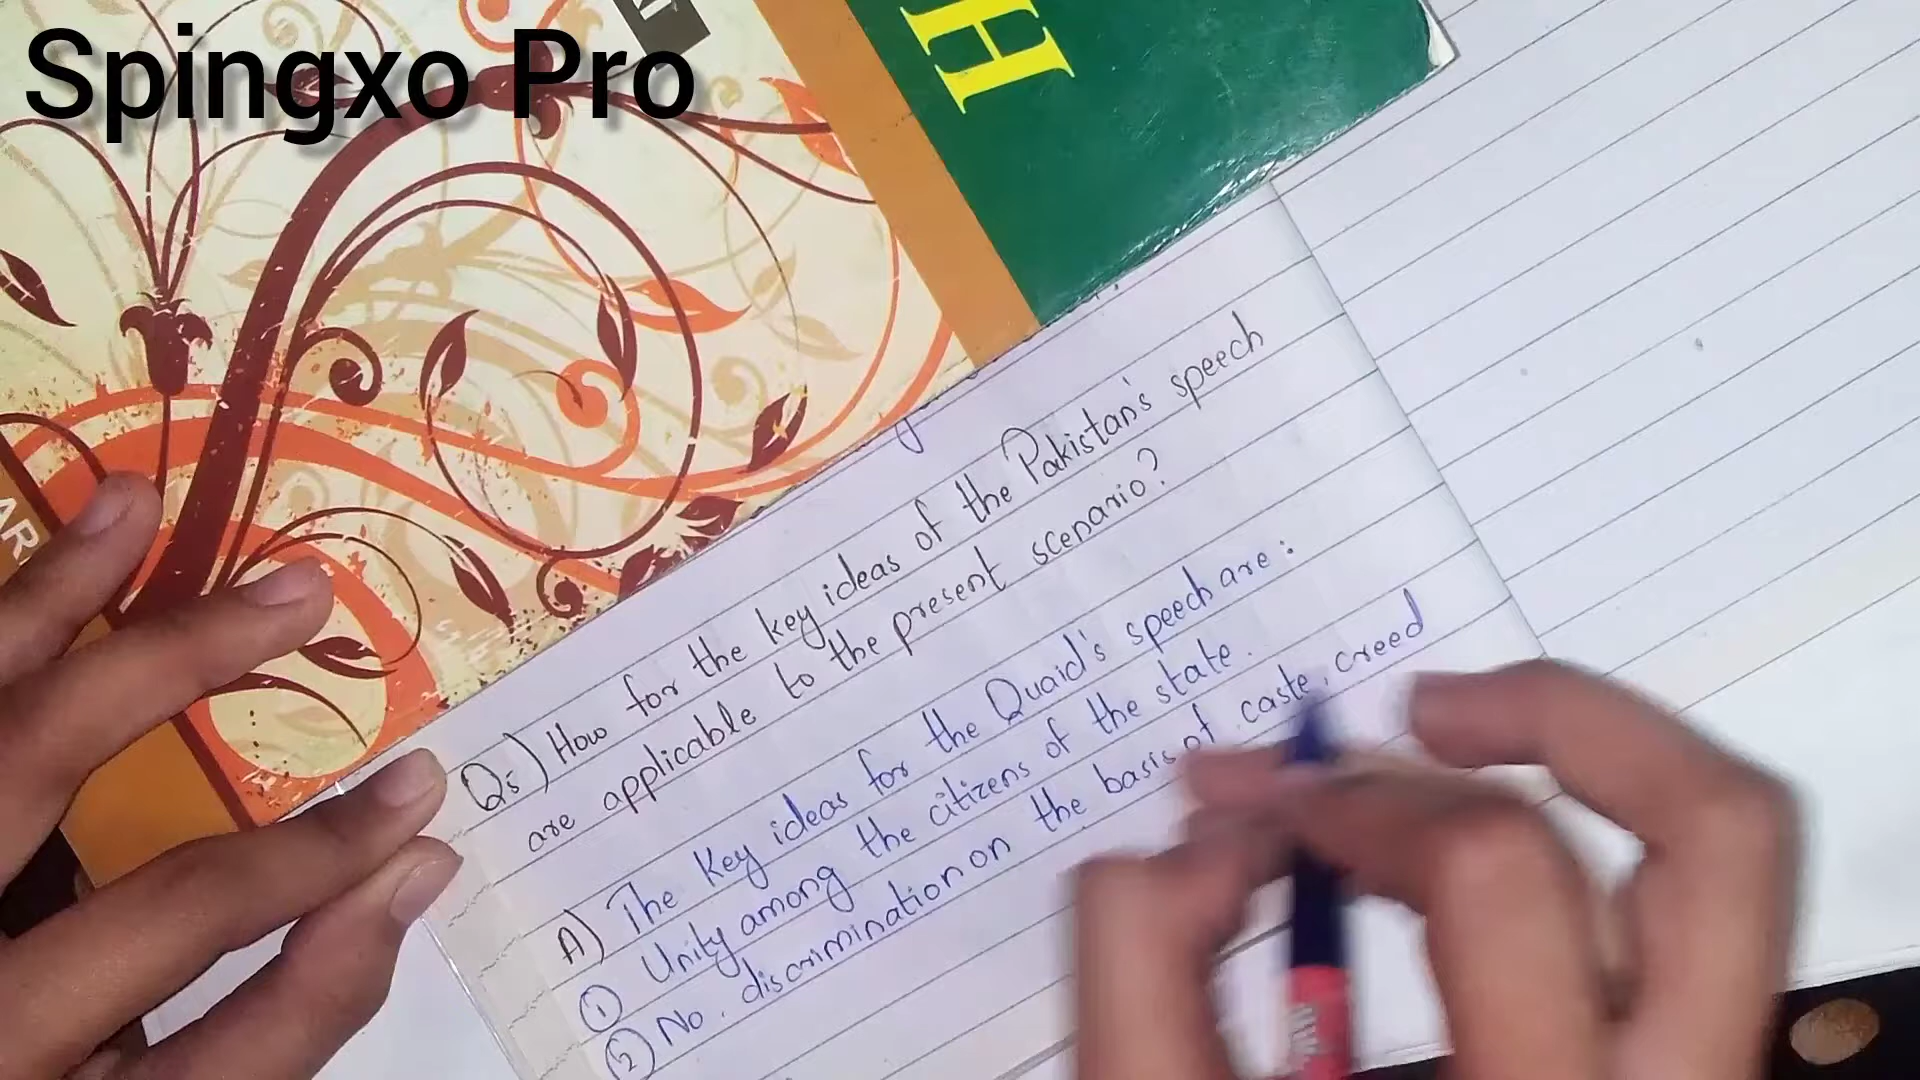 Spingxo Pro
H
AR
Q5) How for the key ideas of the Pakistan's speech
are applicable to the present scenario?
A) The Key ideas for the Quaid's speech are:
① Unity among the citizens of the state.
② No. discrimination on the basis of caste, creed